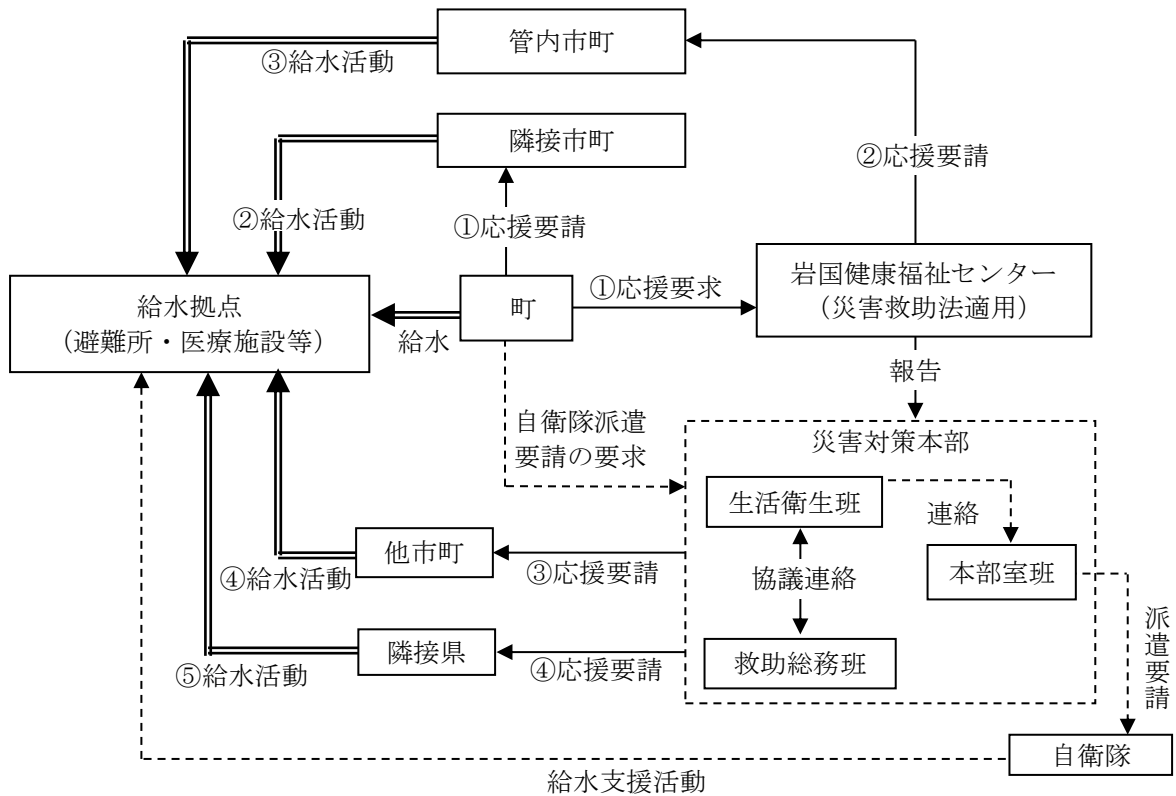 管内市町
③給水活動
隣接市町
②応援要請
②給水活動
①応援要請
岩国健康福祉センター
（災害救助法適用）
①応援要求
町
給水拠点
（避難所・医療施設等）
給水
報告
自衛隊派遣
要請の要求
災害対策本部
生活衛生班
連絡
他市町
③応援要請
④給水活動
協議連絡
本部室班
派遣要請
隣接県
④応援要請
⑤給水活動
救助総務班
自衛隊
給水支援活動